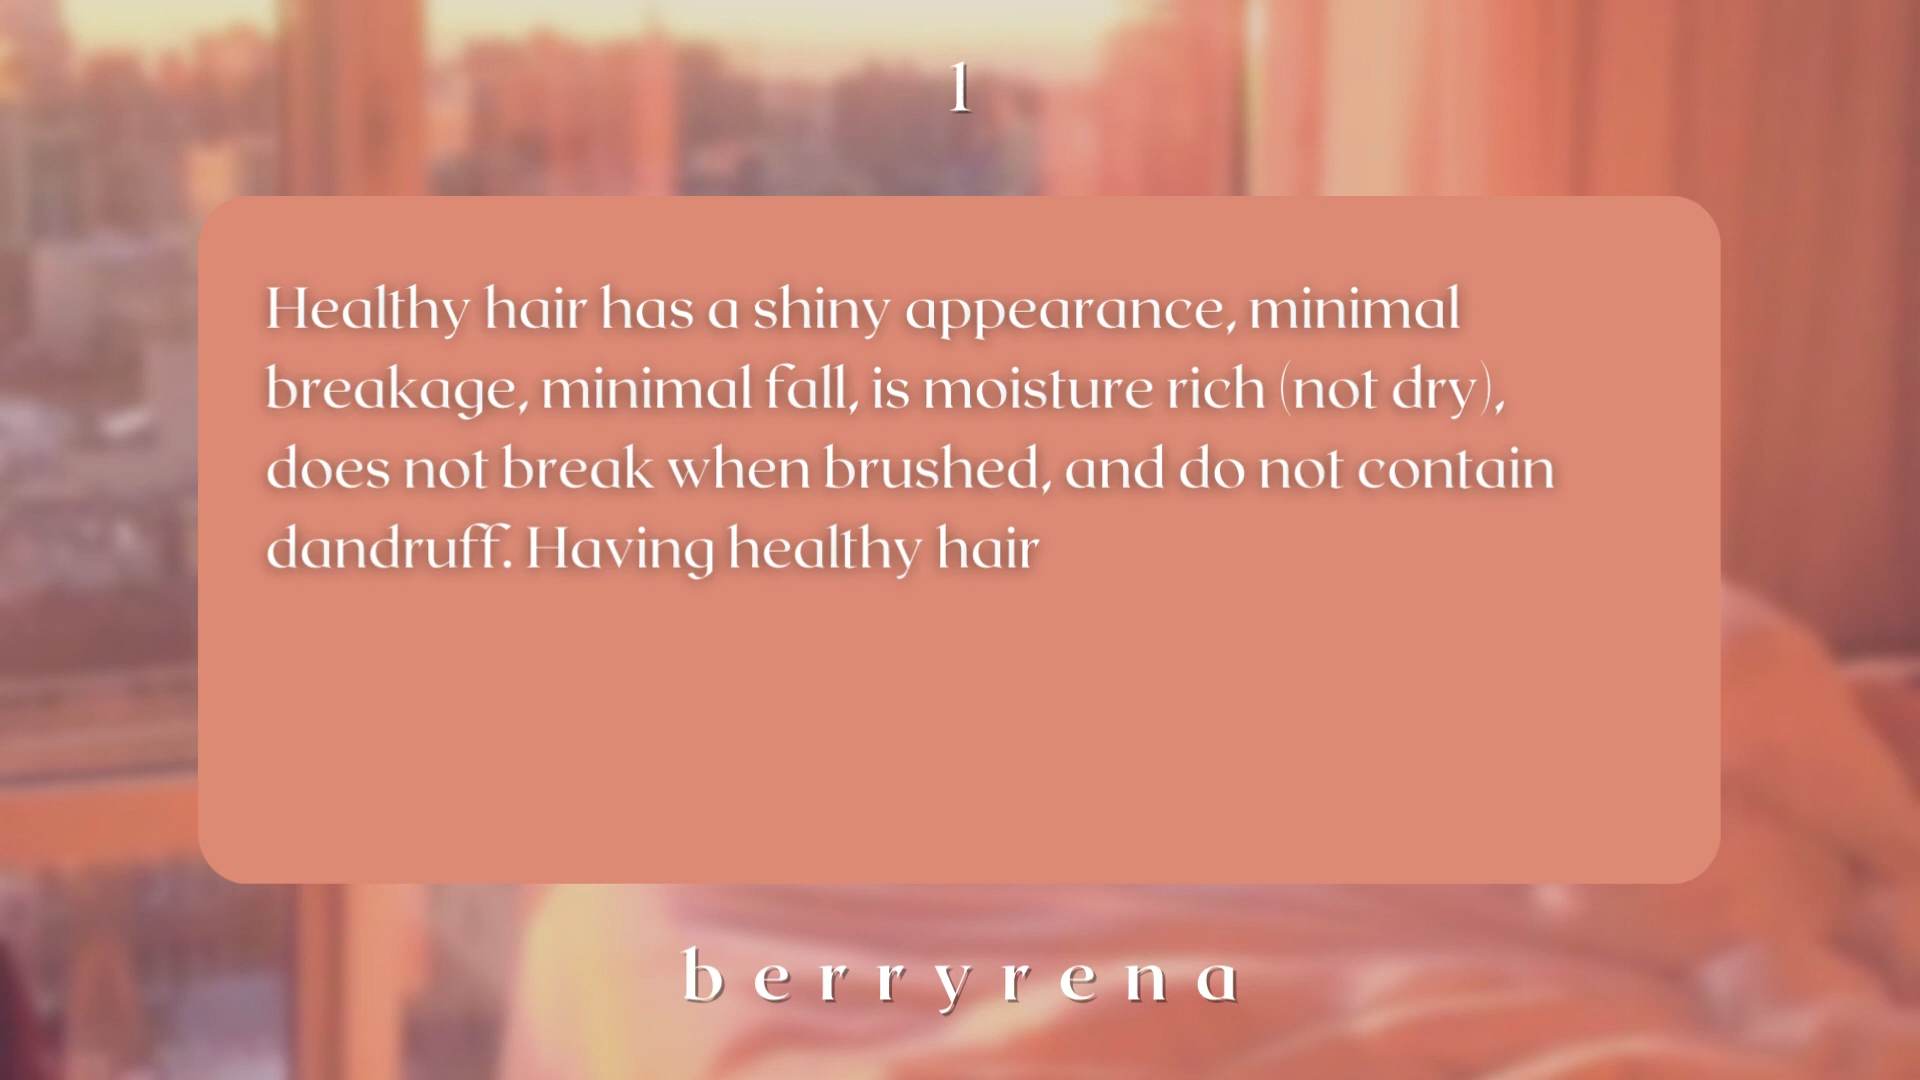 1
Healthy hair has a shiny appearance, minimal
breakage, minimal fall, is moisture rich (not dry),
does not break when brushed, and do not contain
dandruff. Having healthy hair
berryrena